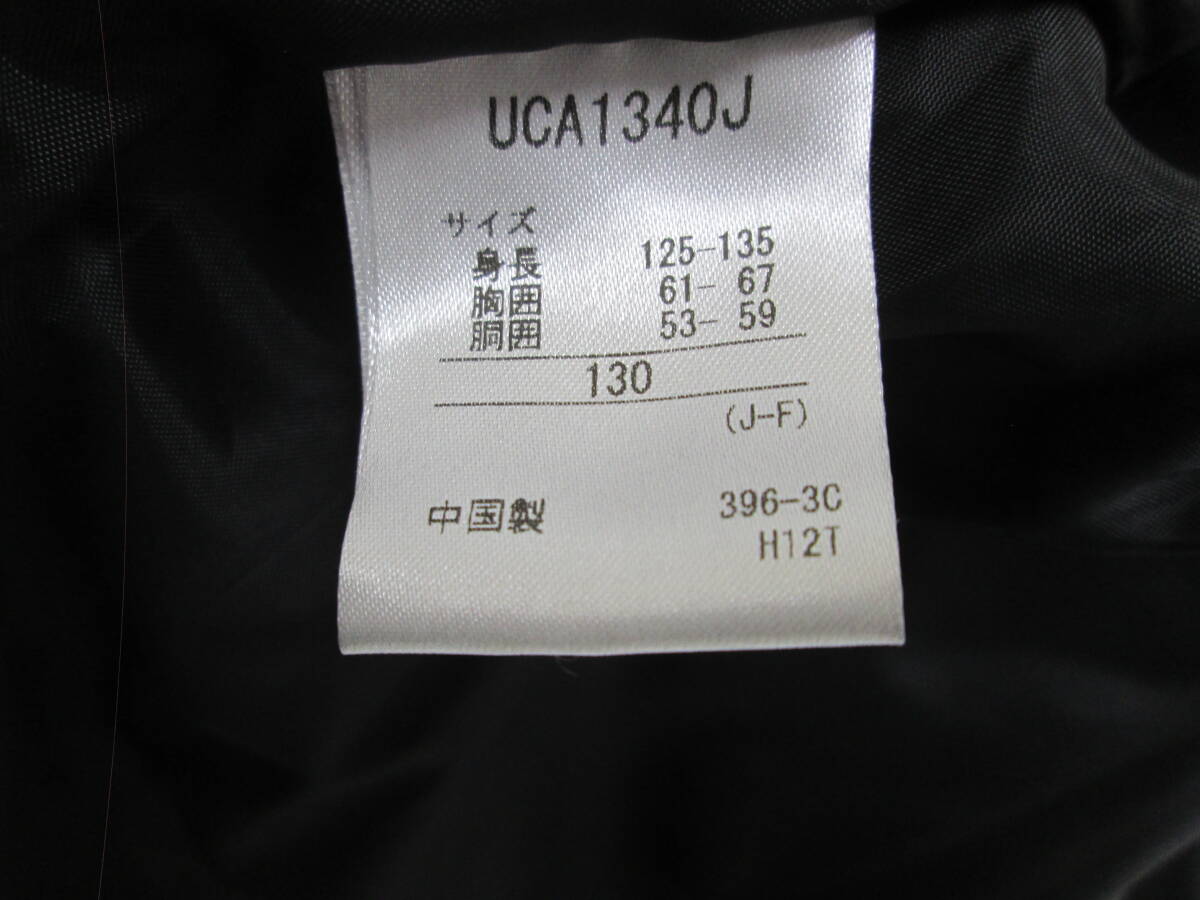 UCA1340J
サイズ
身長 125-135
胸囲 61- 67
胴囲 53- 59
130
(J-F)
中国製 396-3C
H12T